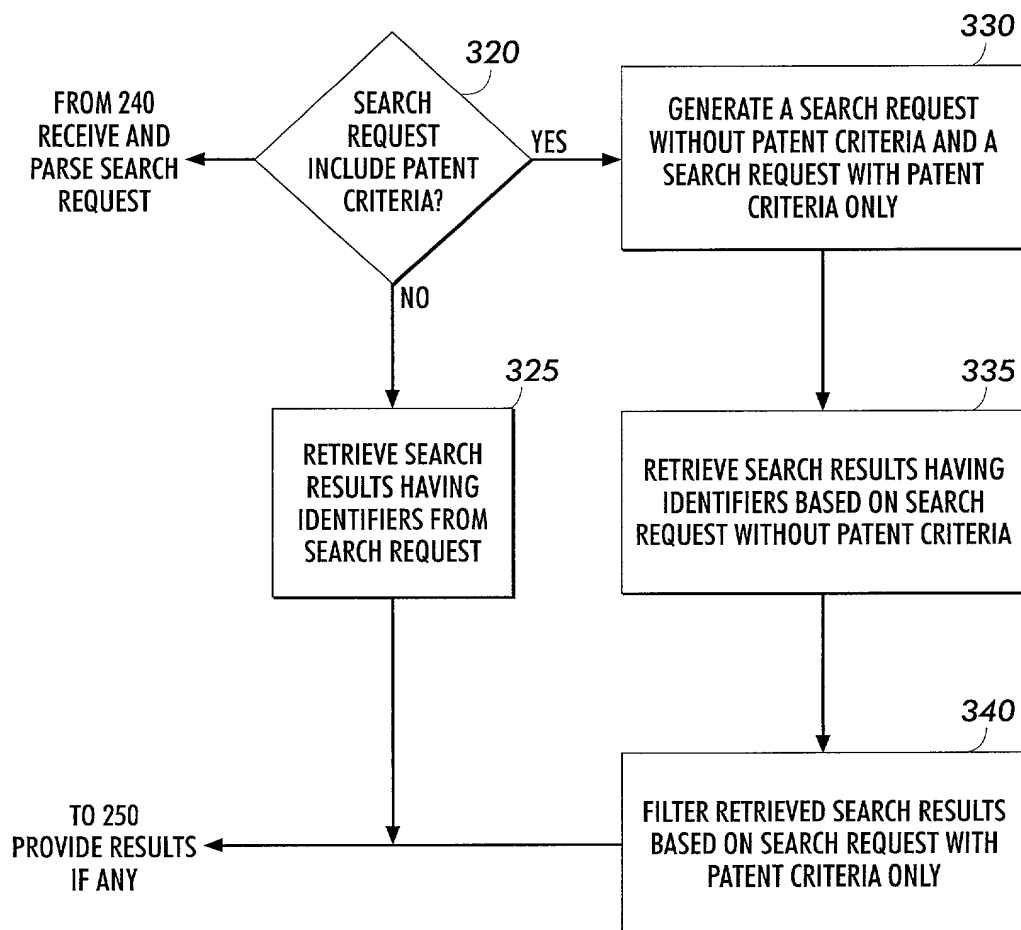 320
FROM 240
RECEIVE AND
PARSE SEARCH
REQUEST
SEARCH
REQUEST
INCLUDE PATENT
CRITERIA?
YES
NO
330
GENERATE A SEARCH REQUEST
WITHOUT PATENT CRITERIA AND A
SEARCH REQUEST WITH PATENT
CRITERIA ONLY
325
RETRIEVE SEARCH
RESULTS HAVING
IDENTIFIERS FROM
SEARCH REQUEST
335
RETRIEVE SEARCH RESULTS HAVING
IDENTIFIERS BASED ON SEARCH
REQUEST WITHOUT PATENT CRITERIA
340
FILTER RETRIEVED SEARCH RESULTS
BASED ON SEARCH REQUEST WITH
PATENT CRITERIA ONLY
TO 250
PROVIDE RESULTS
IF ANY